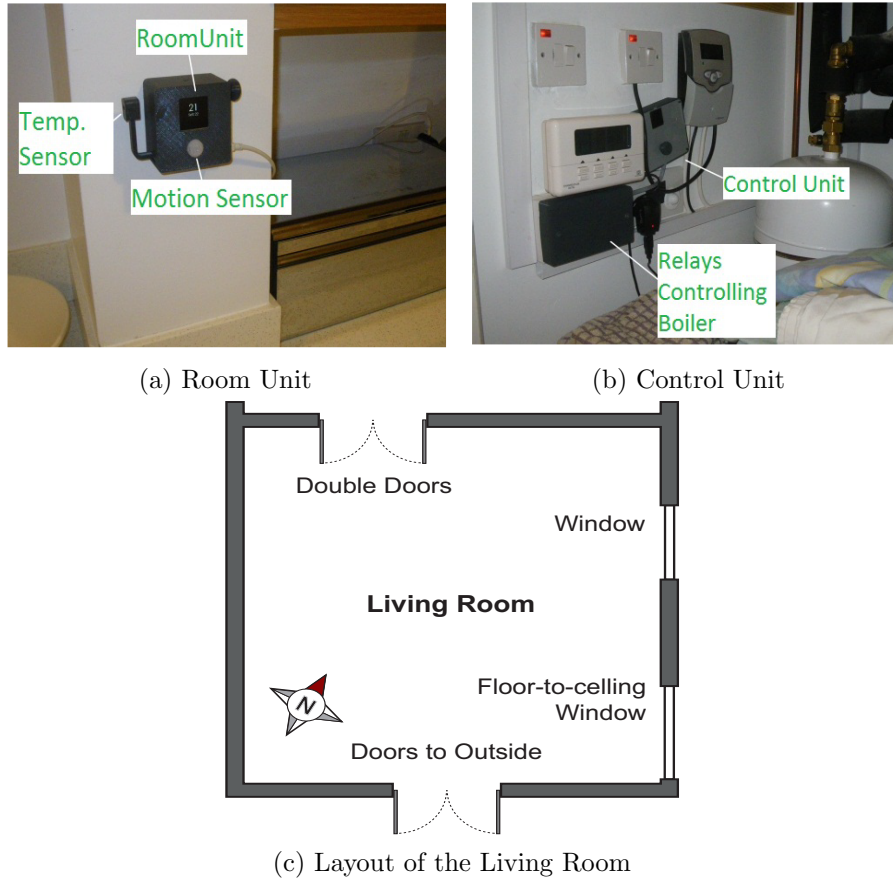 RoomUnit
Temp.
Sensor
21
Motion Sensor
Control Unit
Relays
Controlling
Boiler
(a) Room Unit
(b) Control Unit
Double Doors
Window
Living Room
N
Floor-to-celling
Window
Doors to Outside
(c) Layout of the Living Room